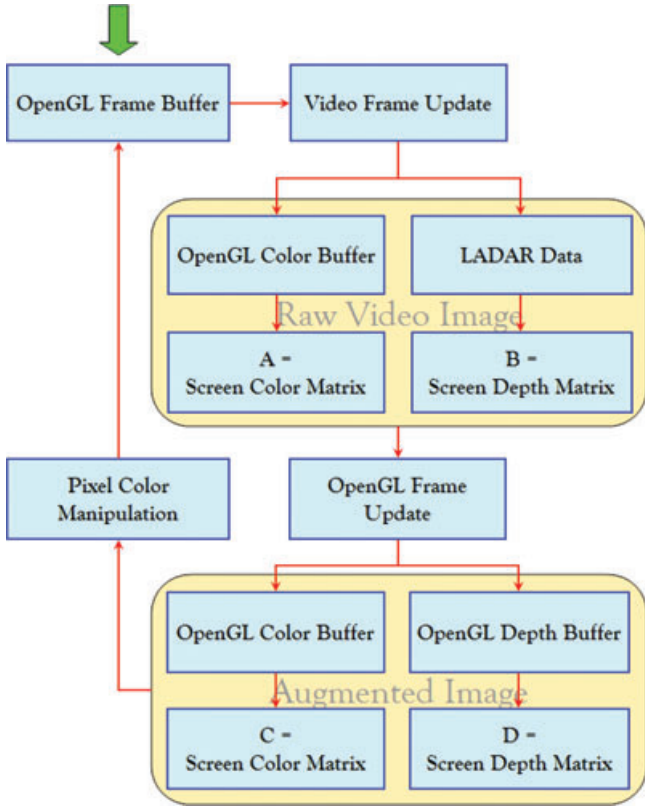 OpenGL Frame Buffer
Video Frame Update
OpenGL Color Buffer
LADAR Data
Raw Video Image
A =
Screen Color Matrix
B =
Screen Depth Matrix
Pixel Color
Manipulation
OpenGL Frame
Update
OpenGL Color Buffer
OpenGL Depth Buffer
Augmented Image
C =
Screen Color Matrix
D =
Screen Depth Matrix